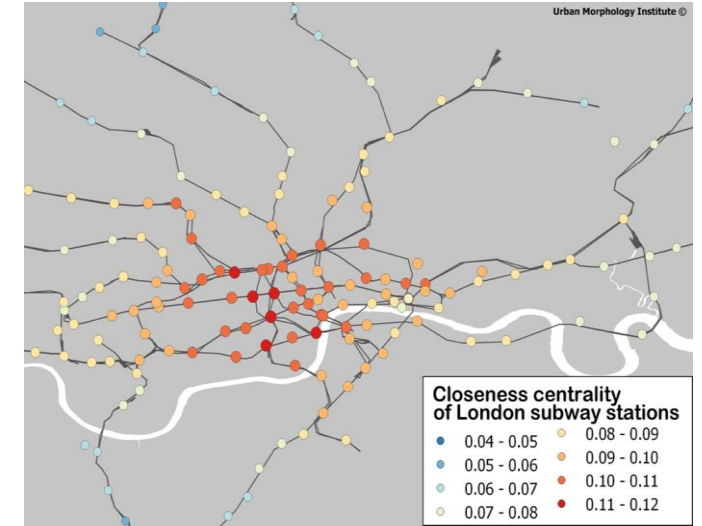 Urban Morphology Institute ©
Closeness centrality
of London subway stations
0.04 - 0.05
0.05 - 0.06
0.06 - 0.07
0.07 - 0.08
0.08 - 0.09
0.09 - 0.10
0.10 - 0.11
0.11 - 0.12